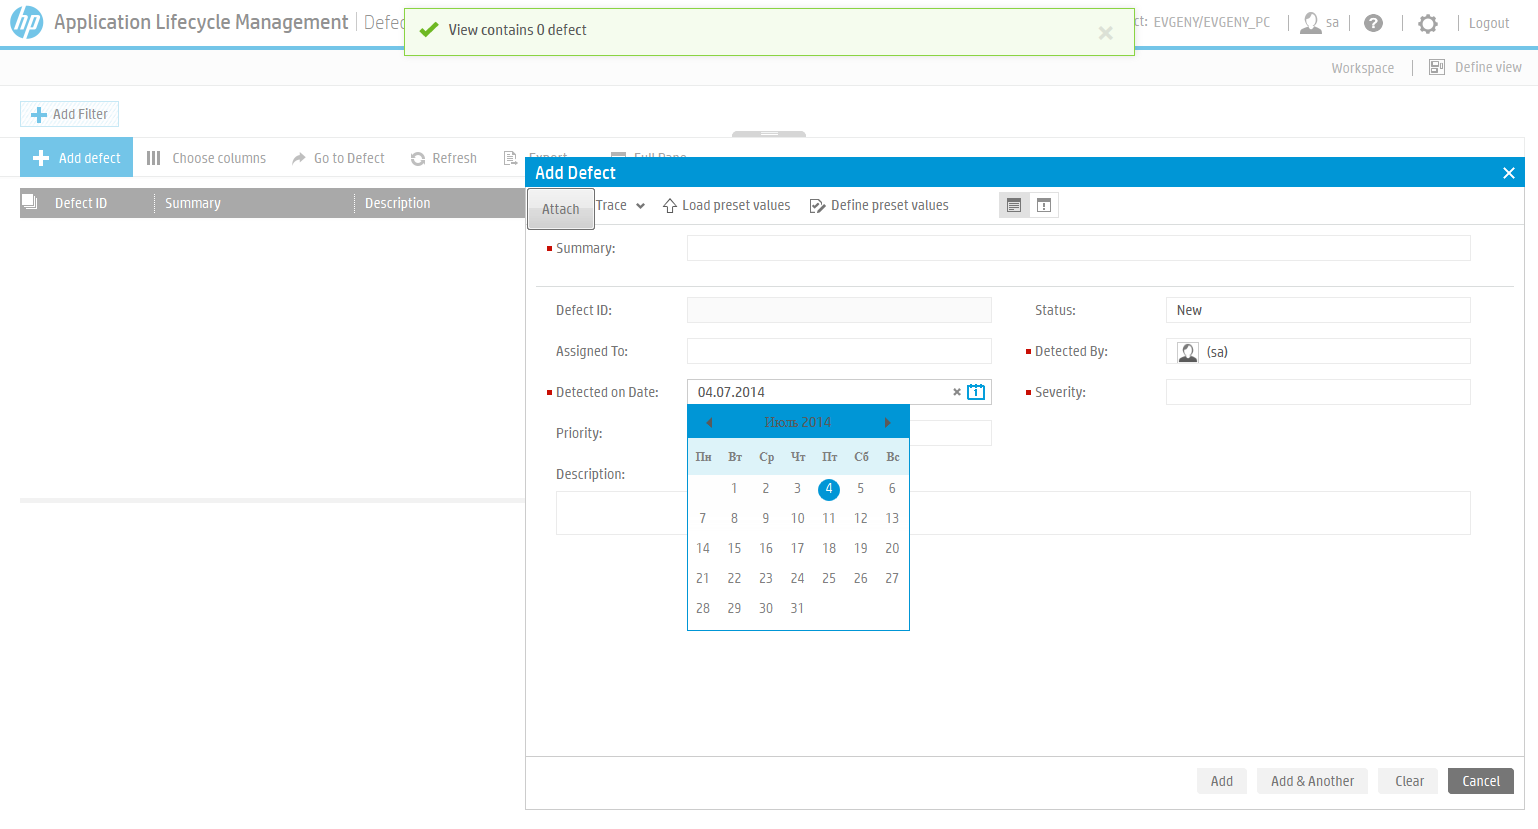 hp Application Lifecycle Management Defec
View contains 0 defect
ct: EVGENY/EVGENY_PC sa ? Logout
Workspace Define view
Add Filter
Add defect Choose columns Go to Defect Refresh Export Full Page
Defect ID Summary Description
Add Defect
Attach Trace Load preset values Define preset values
Summary:
Defect ID: Status: New
Assigned To: Detected By: (sa)
Detected on Date: 04.07.2014 1 Severity:
Priority:
Description:
Июль 2014
Пн Вт Ср Чт Пт Сб Вс
1 2 3 4 5 6
7 8 9 10 11 12 13
14 15 16 17 18 19 20
21 22 23 24 25 26 27
28 29 30 31
Add Add & Another Clear Cancel